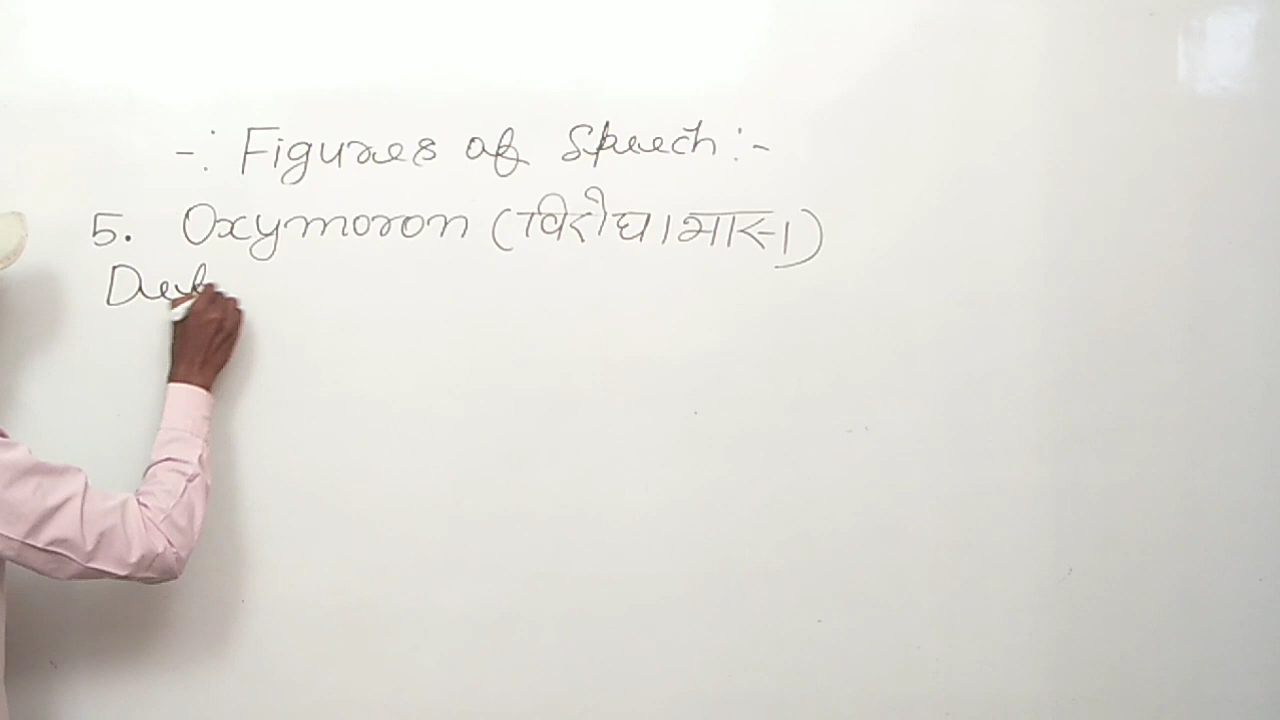 -: Figures of Speech :-
5. Oxymoron (विरोधाभास)
Def